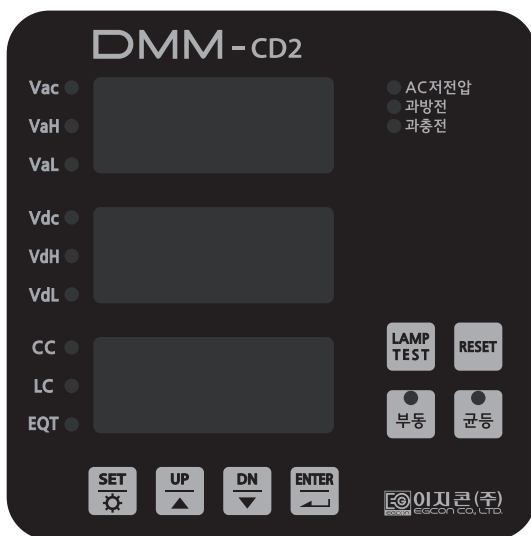 DMM-CD2
Vac
VaH
VaL
AC저전압
과방전
과충전
Vdc
VdH
VdL
CC
LC
EQT
LAMP TEST
RESET
부동
균등
SET
UP
DN
ENTER
EG 이지콘(주)
egcon EGCON CO, LTD.